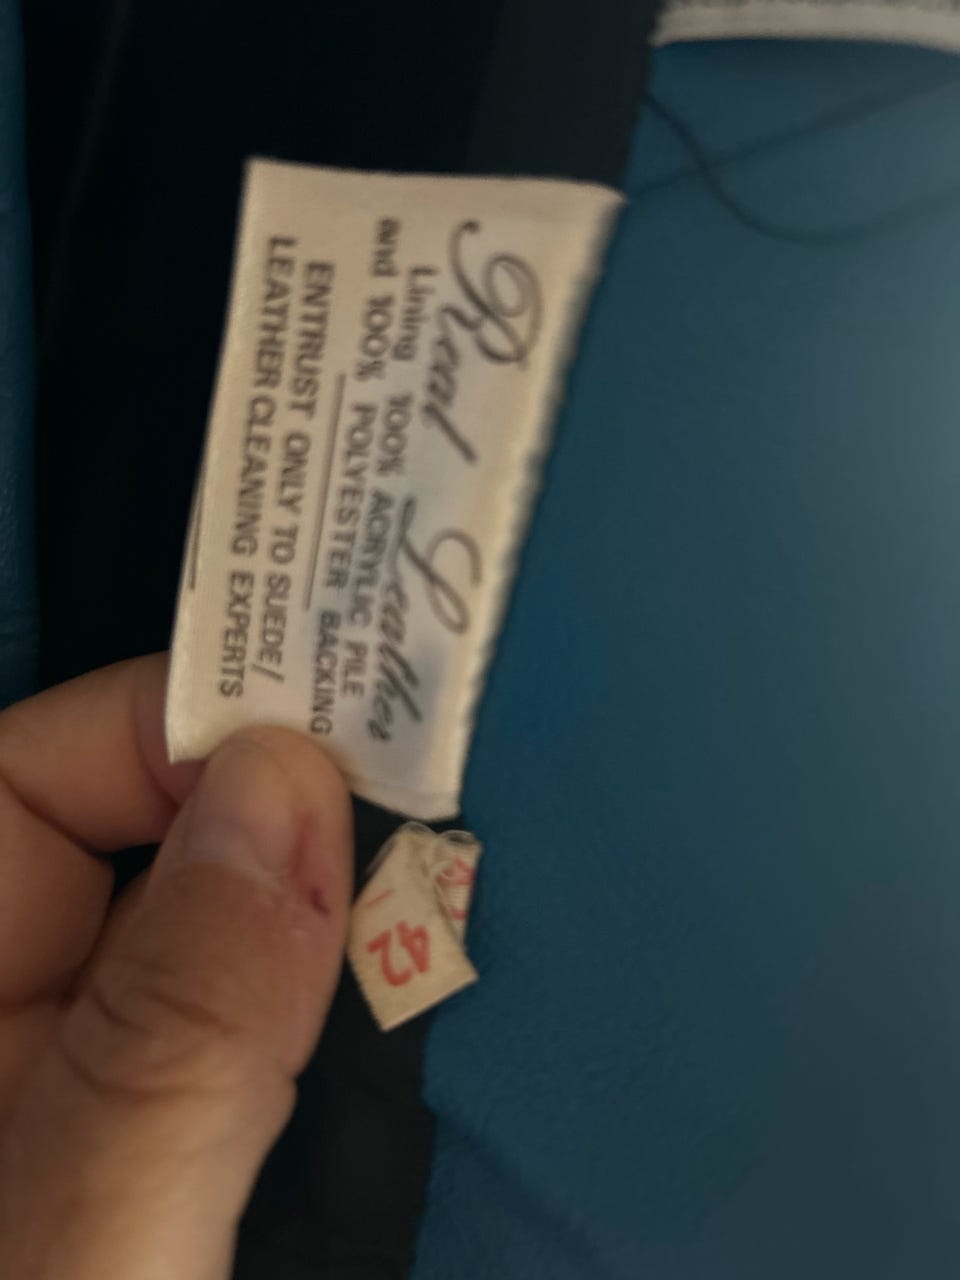 Real Leather
Lining 100% ACRYLIC PILE
and 100% POLYESTER BACKING
ENTRUST ONLY TO SUEDE/
LEATHER CLEANING EXPERTS
42